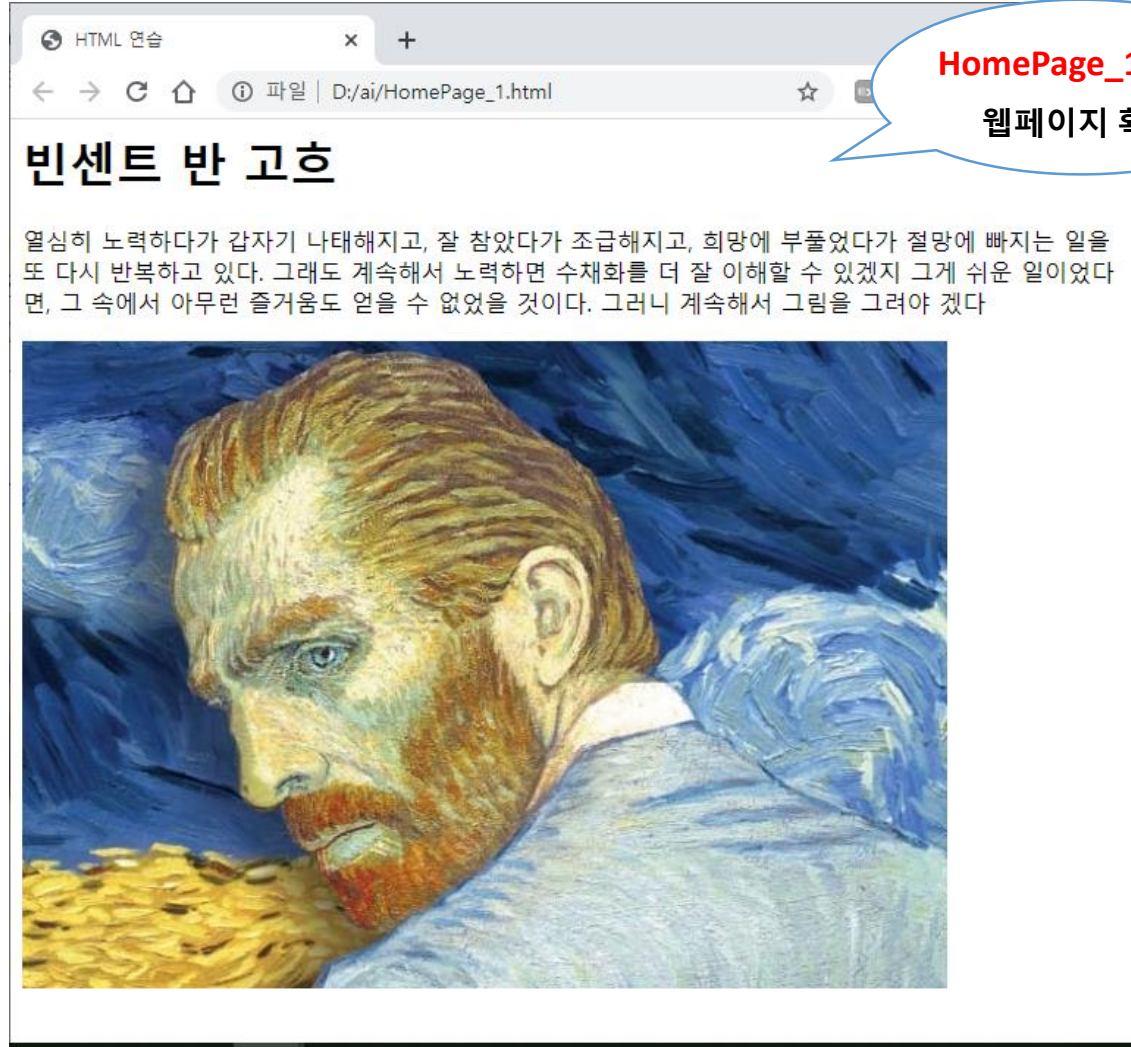 HTML 연습
파일 | D:/ai/HomePage_1.html
HomePage_1
웹페이지
빈센트 반 고흐
열심히 노력하다가 갑자기 나태해지고, 잘 참았다가 조급해지고, 희망에 부풀었다가 절망에 빠지는 일을
또 다시 반복하고 있다. 그래도 계속해서 노력하면 수채화를 더 잘 이해할 수 있겠지 그게 쉬운 일이었다
면, 그 속에서 아무런 즐거움도 얻을 수 없었을 것이다. 그러니 계속해서 그림을 그려야 겠다